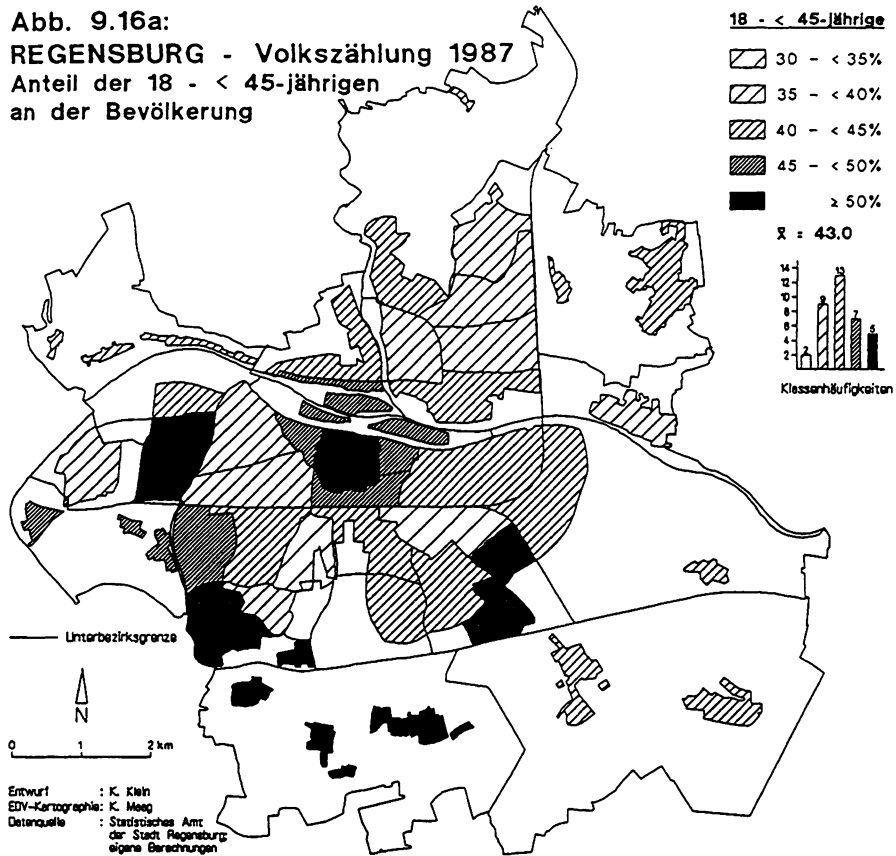 Abb. 9.16a:
REGENSBURG - Volkszählung 1987
Anteil der 18 - < 45-jährigen
an der Bevölkerung
18 - < 45-jährige
30 - < 35%
35 - < 40%
40 - < 45%
45 - < 50%
≥ 50%
x̄ = 43.0
14
12
10
8
6
4
2
2
9
13
7
5
Klassenhäufigkeiten
Unterbezirksgrenze
N
0 1 2 km
Entwurf : K. Klein
EDV-Kartographie: K. Meeg
Datenquelle : Statistisches Amt
der Stadt Regensburg;
eigene Berechnungen